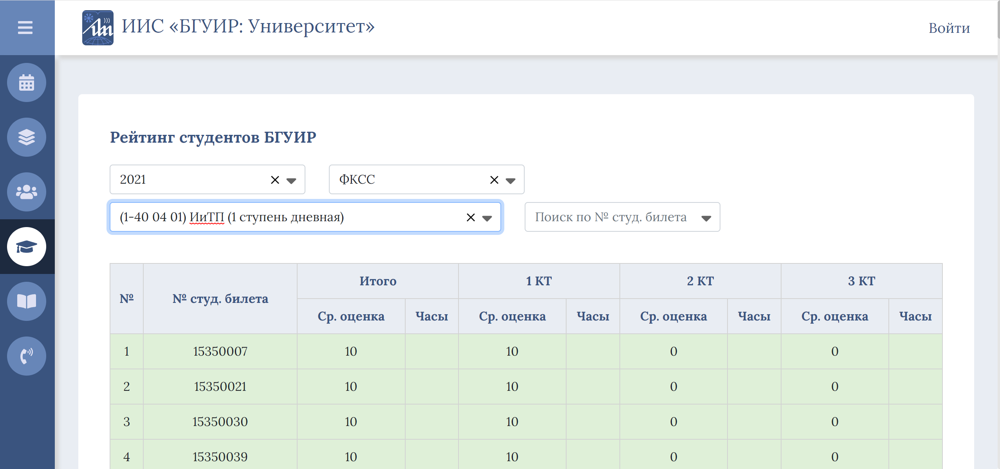 ИИС «БГУИР: Университет»
Войти
Рейтинг студентов БГУИР
2021
ФКСС
(1-40 04 01) ИиТП (1 ступень дневная)
Поиск по № студ. билета
№ № студ. билета Итого 1 КТ 2 КТ 3 КТ
Ср. оценка Часы Ср. оценка Часы Ср. оценка Часы Ср. оценка Часы
1 15350007 10 10 0 0
2 15350021 10 10 0 0
3 15350030 10 10 0 0
4 15350039 10 10 0 0